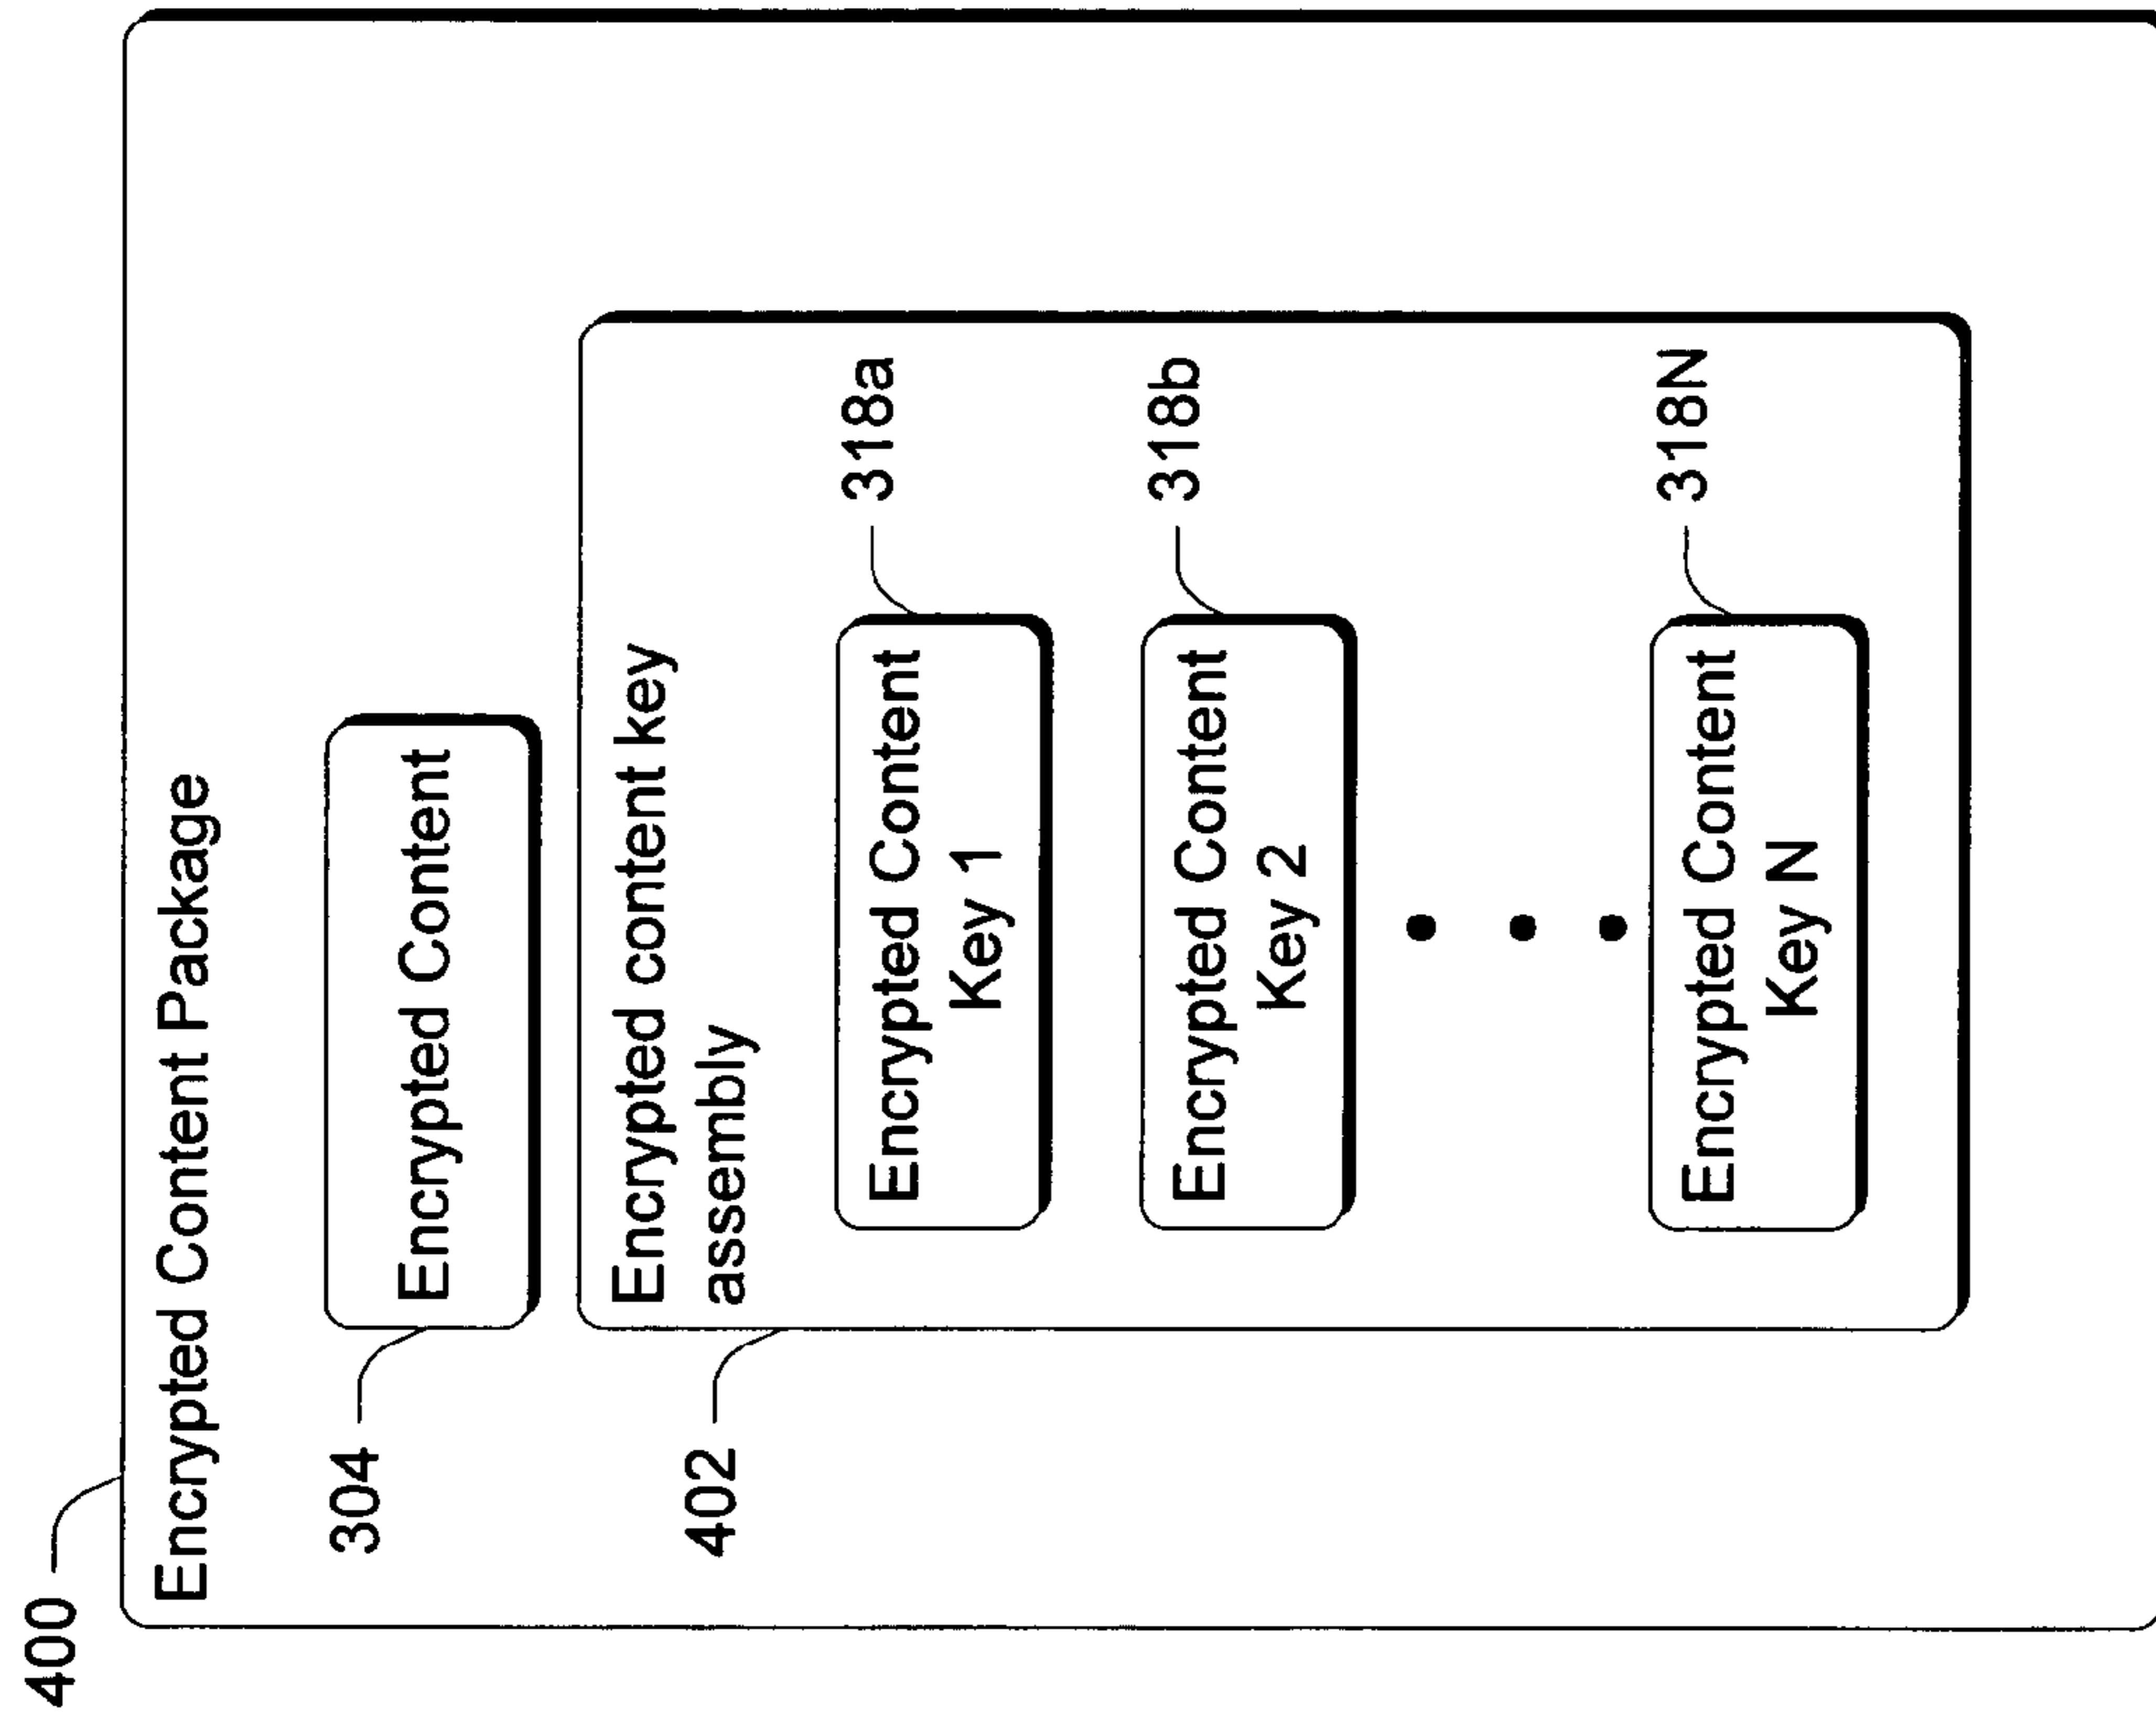 400
Encrypted Content Package
304
Encrypted Content
402
Encrypted content key
assembly
Encrypted Content
Key 1
318a
Encrypted Content
Key 2
318b
Encrypted Content
Key N
318N